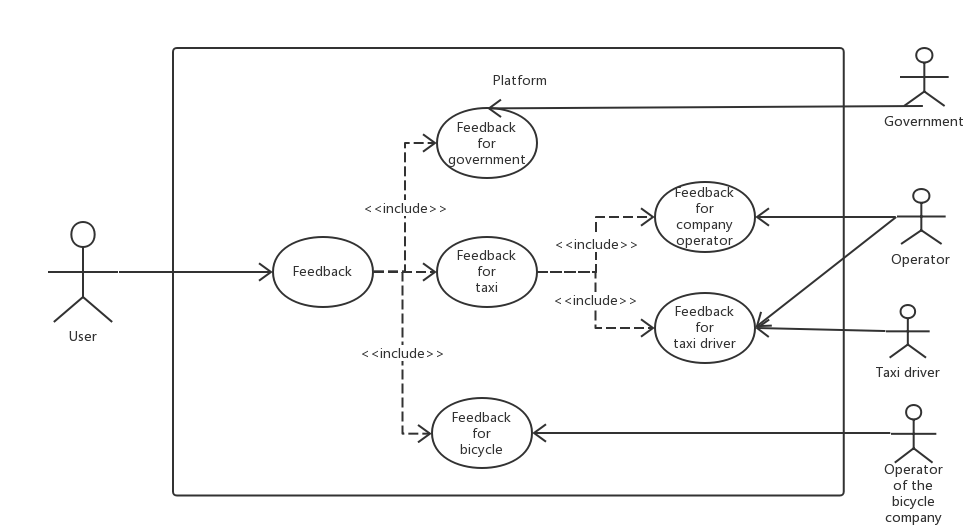 Platform
Government
Feedback
for
government
<<include>>
Feedback
for
company
operator
<<include>>
Operator
Feedback
Feedback
for
taxi
<<include>>
Feedback
for
taxi driver
User
<<include>>
Taxi driver
Feedback
for
bicycle
Operator
of the
bicycle
company